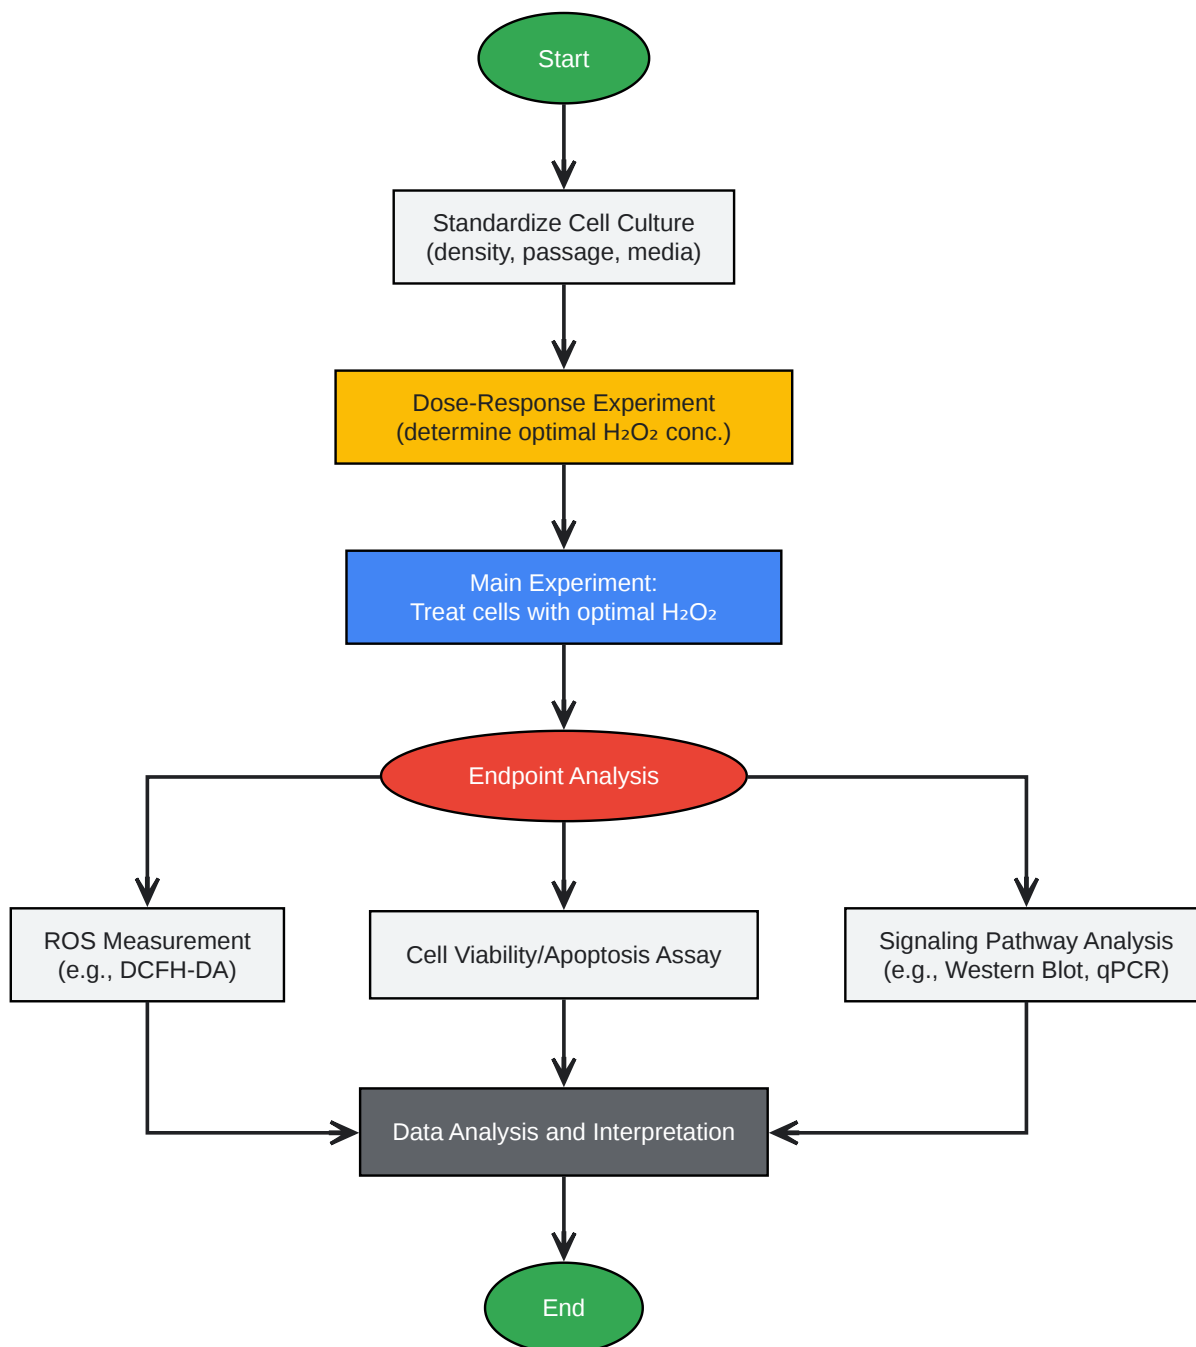 Start
Standardize Cell Culture
(density, passage, media)
Dose-Response Experiment
(determine optimal H₂O₂ conc.)
Main Experiment:
Treat cells with optimal H₂O₂
Endpoint Analysis
ROS Measurement
(e.g., DCFH-DA)
Cell Viability/Apoptosis Assay
Signaling Pathway Analysis
(e.g., Western Blot, qPCR)
Data Analysis and Interpretation
End